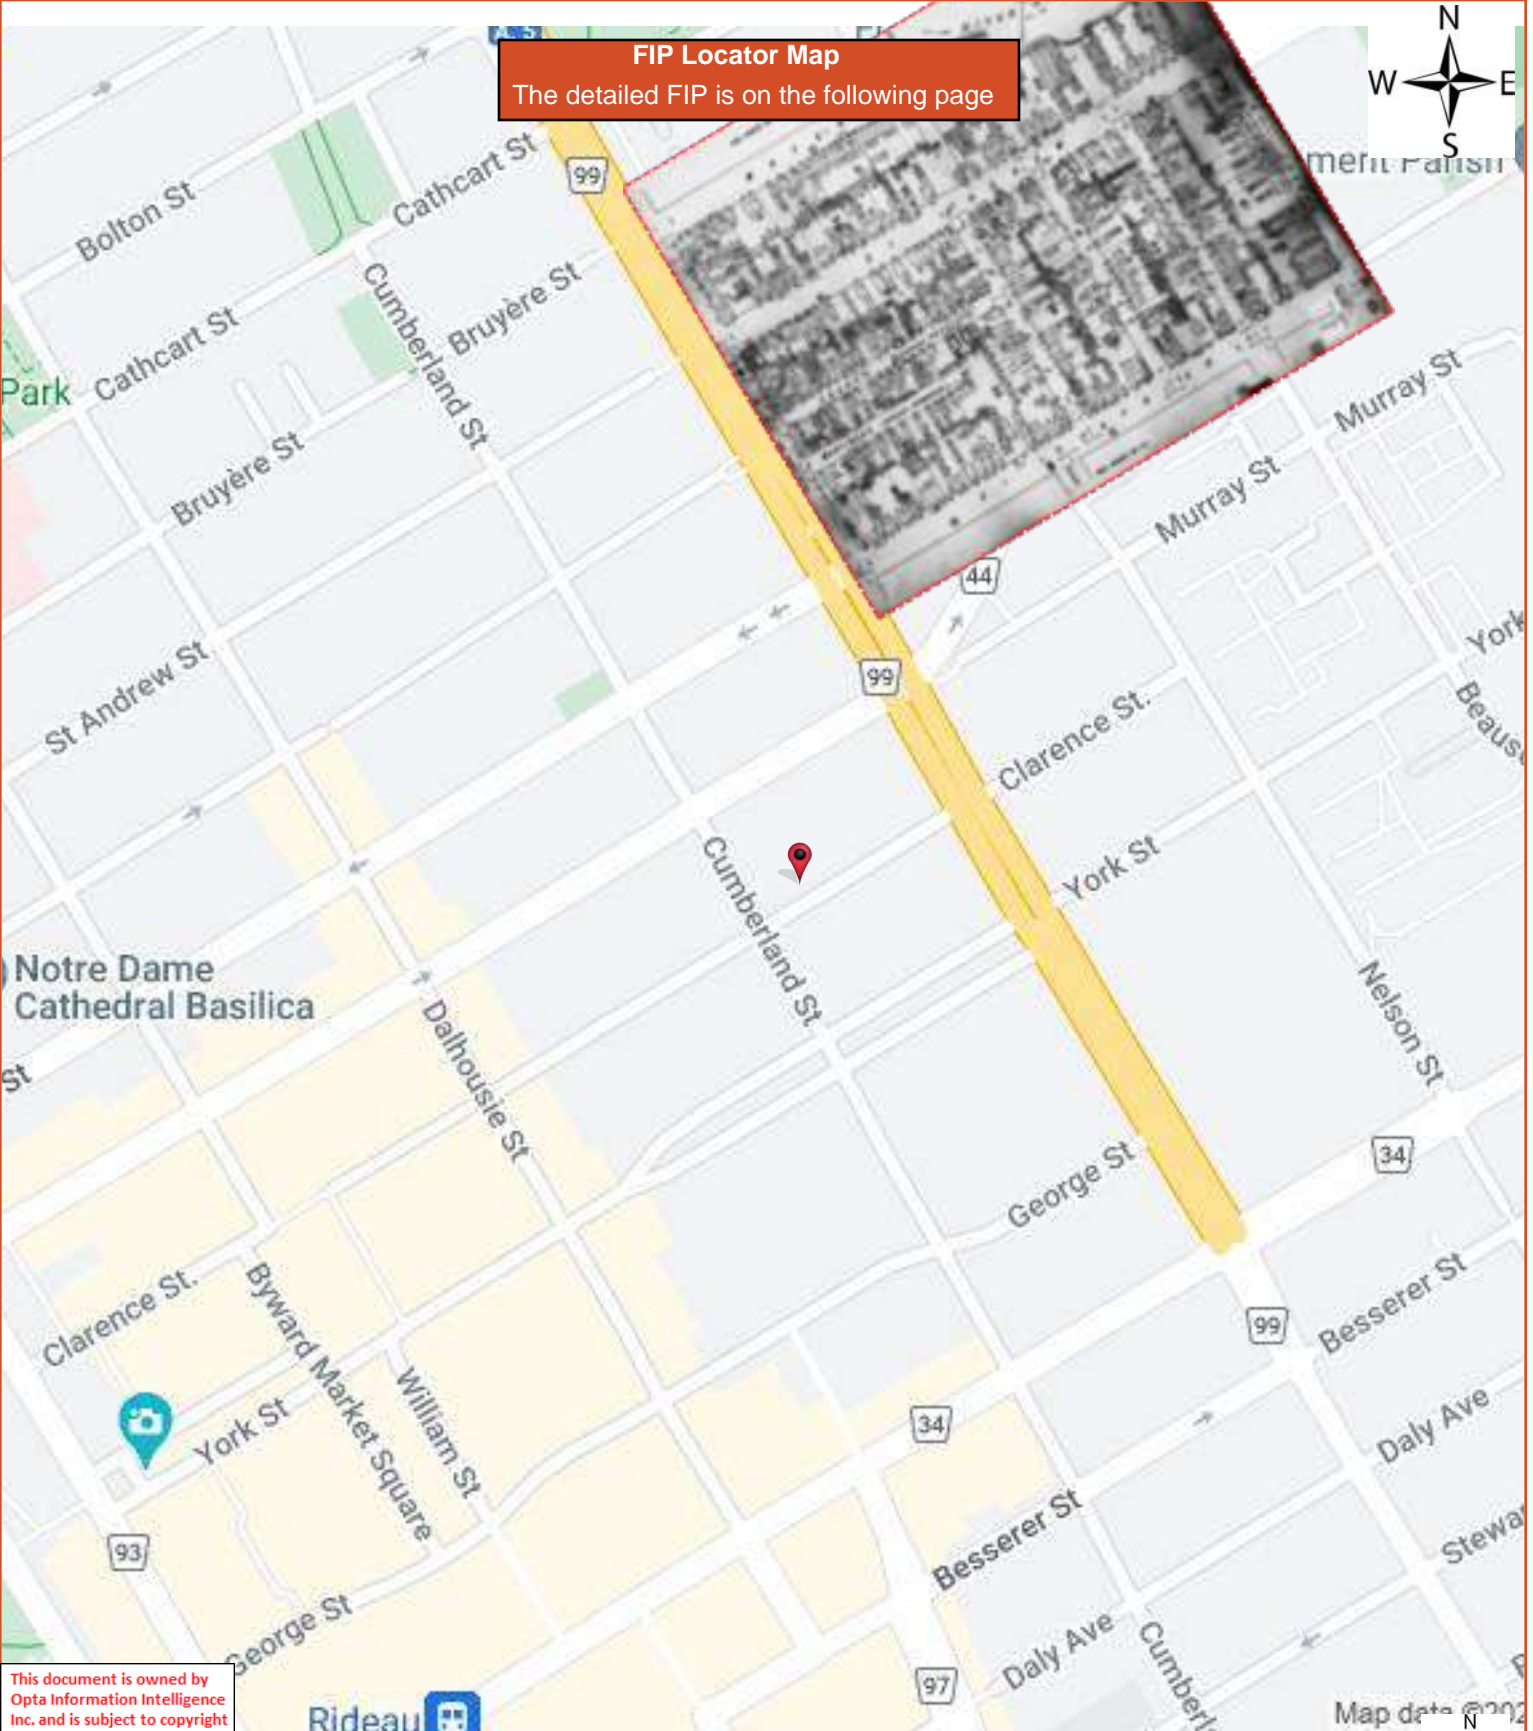 N
W
E
S
FIP Locator Map
The detailed FIP is on the following page
99
Cathcart St
Bolton St
Cumberland St
Bruyère St
Cathcart St
Park
Bruyère St
Murray St
Murray St
44
York
St Andrew St
99
Clarence St.
York St
Cumberland St
Notre Dame
Cathedral Basilica
St
Dalhousie St
Nelson St
George St
34
Clarence St.
Byward Market Square
William St
York St
99
Besserer St
34
Daly Ave
93
Besserer St
George St
Daly Ave
97
This document is owned by
Opta Information Intelligence
Inc. and is subject to copyright
Rideau
Map data
N